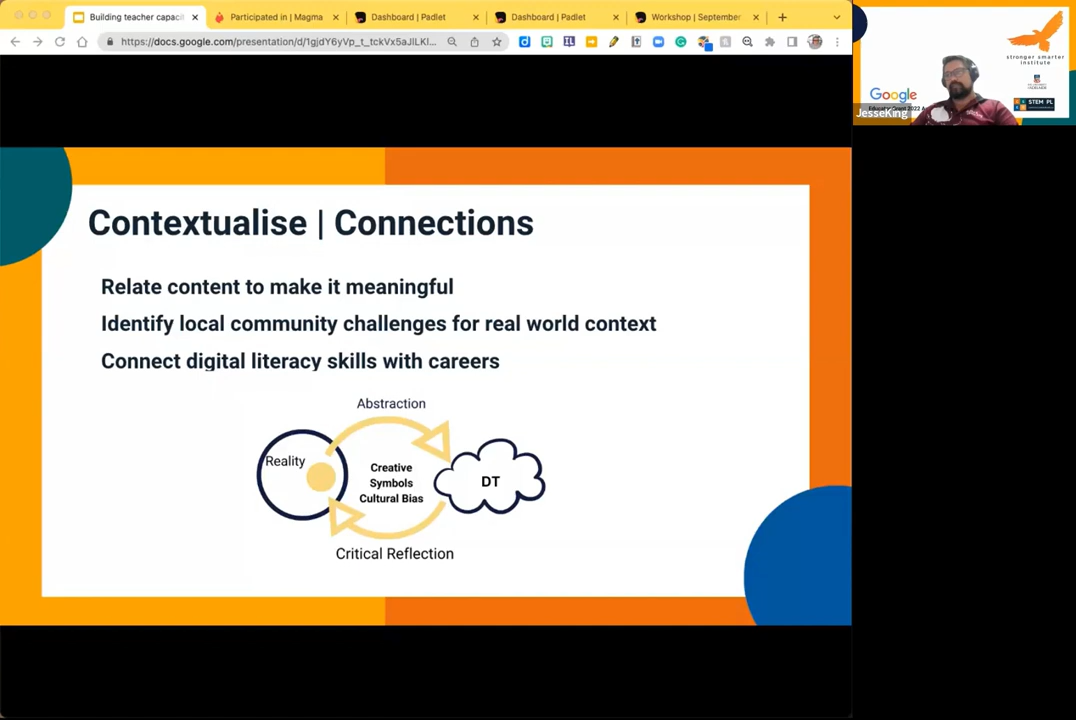 Building teacher capaci
Participated in | Magma
Dashboard | Padlet
Dashboard | Padlet
Workshop | September
https://docs.google.com/presentation/d/1gjdY6yVp_t_tckVx5aJILKI...
Contextualise | Connections
Relate content to make it meaningful
Identify local community challenges for real world context
Connect digital literacy skills with careers
Abstraction
Reality
Creative
Symbols
Cultural Bias
DT
Critical Reflection
stronger smarter
institute
Google
STEM PL
JesseKing